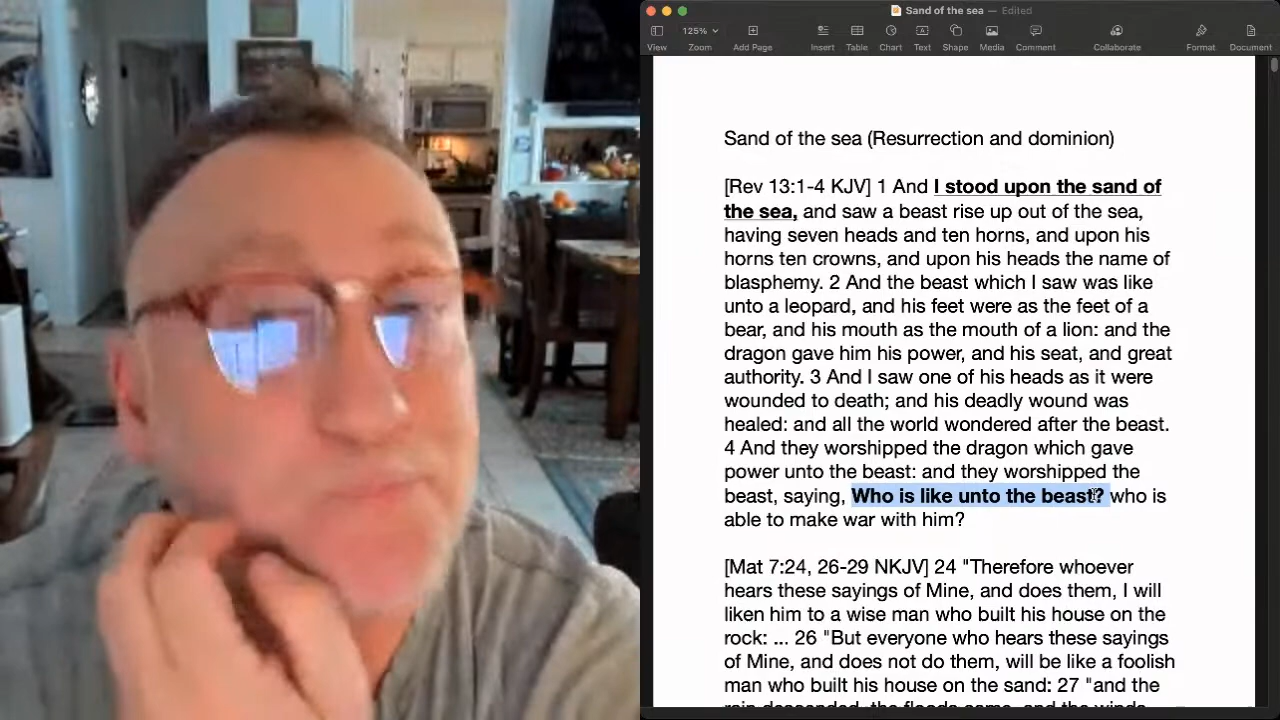 Sand of the sea — Edited
125%
View Zoom Add Page Insert Table Chart Text Shape Media Comment Collaborate Format Document
Sand of the sea (Resurrection and dominion)
[Rev 13:1-4 KJV] 1 And I stood upon the sand of
the sea, and saw a beast rise up out of the sea,
having seven heads and ten horns, and upon his
horns ten crowns, and upon his heads the name of
blasphemy. 2 And the beast which I saw was like
unto a leopard, and his feet were as the feet of a
bear, and his mouth as the mouth of a lion: and the
dragon gave him his power, and his seat, and great
authority. 3 And I saw one of his heads as it were
wounded to death; and his deadly wound was
healed: and all the world wondered after the beast.
4 And they worshipped the dragon which gave
power unto the beast: and they worshipped the
beast, saying, Who is like unto the beast? who is
able to make war with him?
[Mat 7:24, 26-29 NKJV] 24 "Therefore whoever
hears these sayings of Mine, and does them, I will
liken him to a wise man who built his house on the
rock: ... 26 "But everyone who hears these sayings
of Mine, and does not do them, will be like a foolish
man who built his house on the sand: 27 "and the
rain descended, the floods came, and the winds